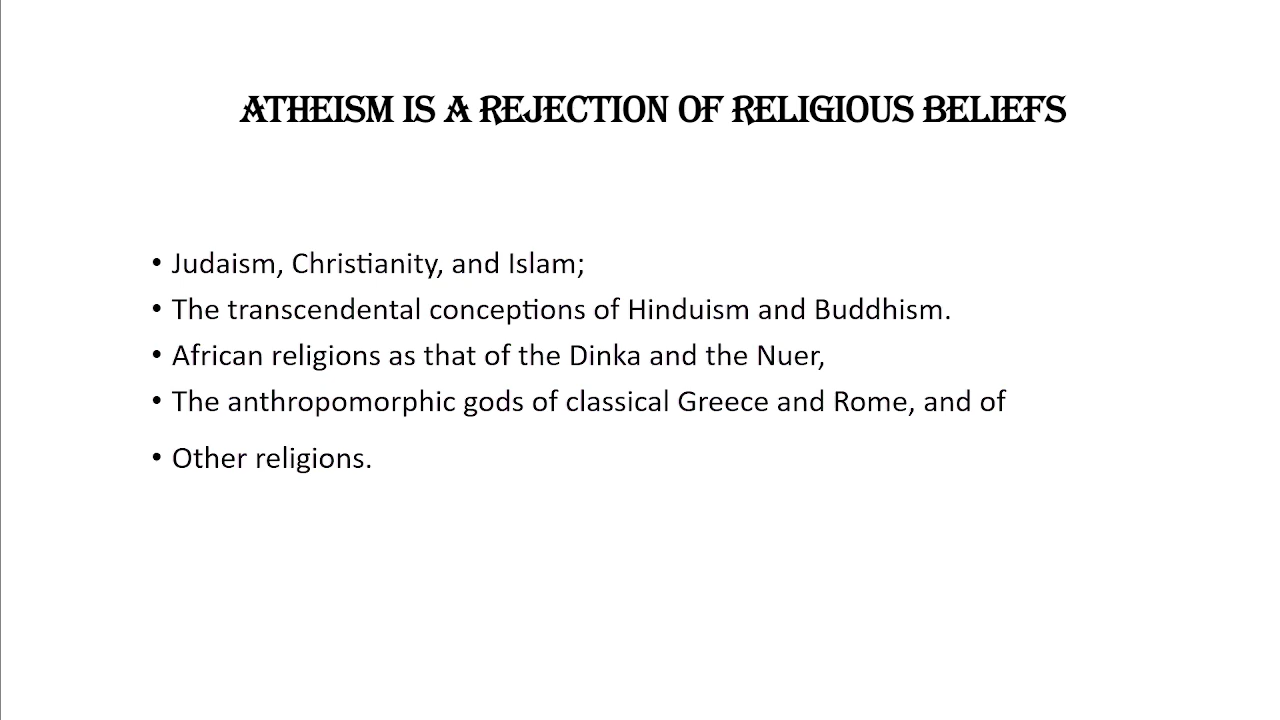 ATHEISM IS A REJECTION OF RELIGIOUS BELIEFS
• Judaism, Christianity, and Islam;
• The transcendental conceptions of Hinduism and Buddhism.
• African religions as that of the Dinka and the Nuer,
• The anthropomorphic gods of classical Greece and Rome, and of
• Other religions.